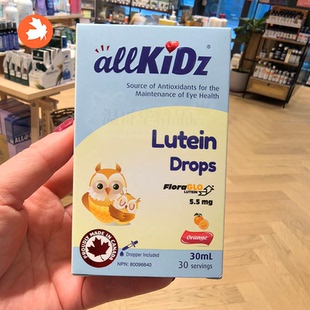 allKiDz®
Source of Antioxidants for the
Maintenance of Eye Health
Lutein
Drops
FloraGLO
LUTEIN
5.5 mg
Orange
PROUDLY MADE IN CANADA
Dropper Included
NPN: 80096640
30mL
30 servings